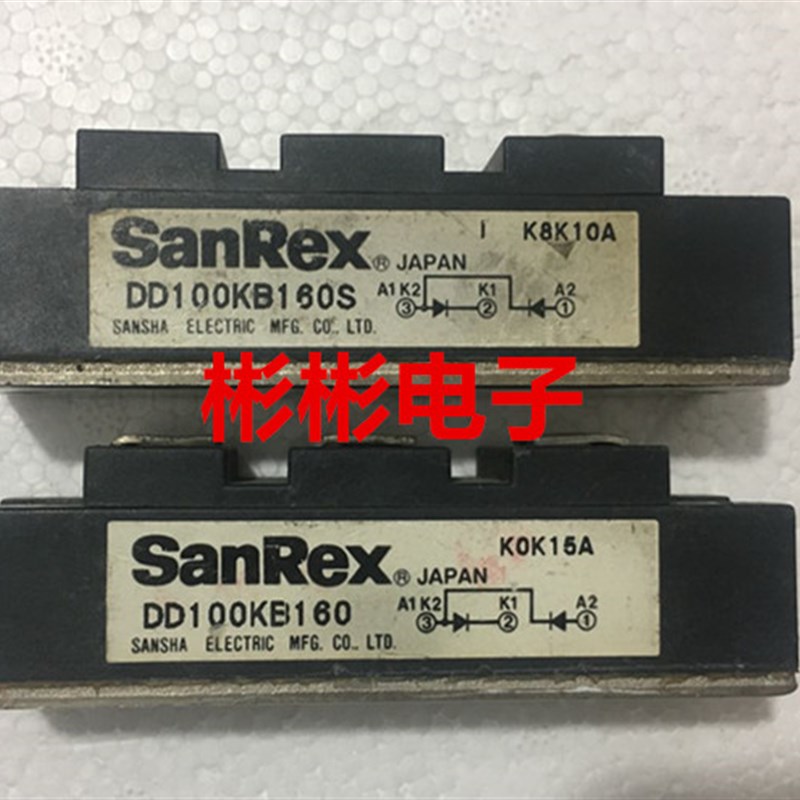 SanRex® JAPAN
I K8K10A
DD100KB160S
A1 K2 K1 A2
3 2 1
SANSHA ELECTRIC MFG. CO., LTD.
彬彬电子
SanRex® JAPAN
K0K15A
DD100KB160
A1 K2 K1 A2
3 2 1
SANSHA ELECTRIC MFG. CO., LTD.